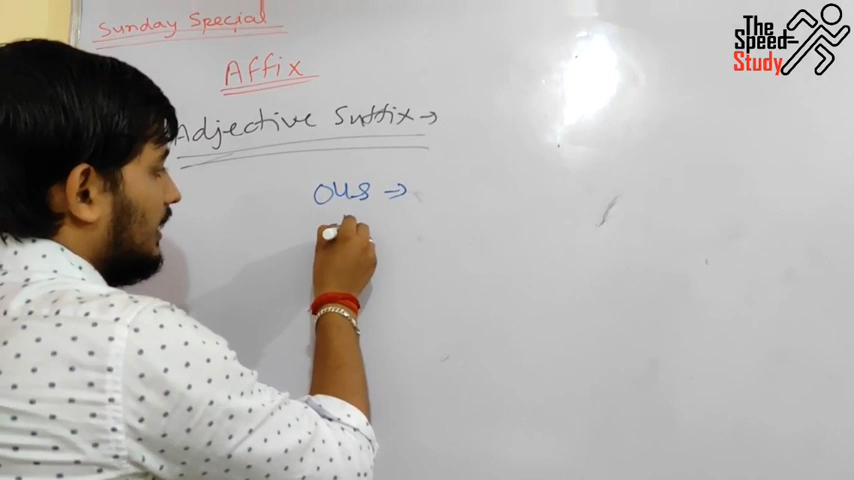 Sunday Special
Affix
Adjective Suffix →
ous →
The
Speed
Study